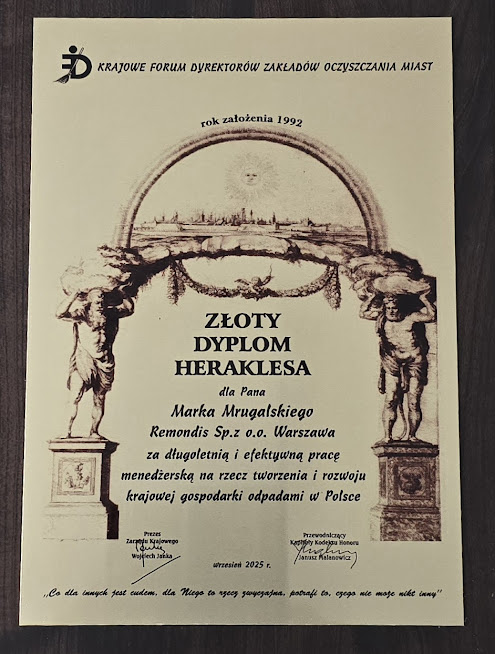 KRAJOWE FORUM DYREKTORÓW ZAKŁADÓW OCZYSZCZANIA MIAST
rok założenia 1992
ZŁOTY
DYPLOM
HERAKLESA
dla Pana
Marka Mrugalskiego
Remondis Sp.z o.o. Warszawa
za długoletnią i efektywną pracę
menedżerską na rzecz tworzenia i rozwoju
krajowej gospodarki odpadami w Polsce
Prezes
Zarządu Krajowego
Wojciech Janka
Przewodniczący
Kapituły Kodeksu Honoru
Janusz Malanowicz
wrzesień 2025 r.
„Co dla innych jest cudem, dla Niego to rzecz zwyczajna, potrafi to, czego nie może nikt inny"